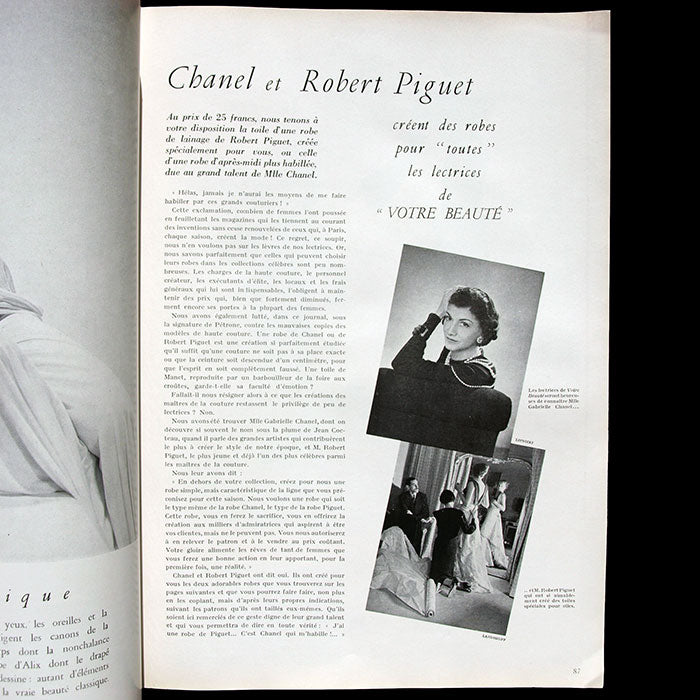 Chanel et Robert Piguet
Au prix de 25 francs, nous tenons à
votre disposition la toile d'une robe
de lainage de Robert Piguet, créée
spécialement pour vous, ou celle
d'une robe d'après-midi plus habillée,
due au grand talent de Mlle Chanel.
créent des robes
pour "toutes"
les lectrices
de
"VOTRE BEAUTÉ"
« Hélas, jamais je n'aurai les moyens de me faire
habiller par ces grands couturiers ! »
Cette exclamation, combien de femmes l'ont poussée
en feuilletant les magazines qui les tiennent au courant
des inventions sans cesse renouvelées de ceux qui, à Paris,
chaque saison, créent la mode ! Ce regret, ce soupir,
nous n'en voulons pas sur les lèvres de nos lectrices. Or,
nous savons parfaitement que celles qui peuvent choisir
leurs robes dans les collections célèbres sont peu nom-
breuses. Les charges de la haute couture, le personnel
créateur, les exécutants d'élite, les locaux et les frais
généraux qui lui sont indispensables, l'obligent à main-
tenir des prix qui, bien que fortement diminués, fer-
ment encore ses portes à la plupart des femmes.
Nous avons également lutté, dans ce journal, sous
la signature de Pétrone, contre les mauvaises copies des
modèles de haute couture. Une robe de Chanel ou de
Robert Piguet est une création si parfaitement étudiée
qu'il suffit qu'une couture ne soit pas à sa place exacte
ou que la ceinture soit descendue d'un centimètre, pour
que l'esprit en soit complètement faussé. Une toile de
Manet, reproduite par un barbouilleur de la foire aux
croûtes, garde-t-elle sa faculté d'émotion ?
Fallait-il nous résigner alors à ce que les créations des
maîtres de la couture restassent le privilège de peu de
lectrices ? Non.
Nous avons été trouver Mlle Gabrielle Chanel, dont on
découvre si souvent le nom sous la plume de Jean Coc-
teau, quand il parle des grandes artistes qui contribuèrent
le plus à créer le style de notre époque, et M. Robert
Piguet, le plus jeune et déjà l'un des plus célèbres parmi
les maîtres de la couture.
Nous leur avons dit :
« En dehors de votre collection, créez pour nous une
robe simple, mais caractéristique de la ligne que vous pré-
conisez pour cette saison. Nous voulons une robe qui soit
le type même de la robe Chanel, le type de la robe Piguet.
Cette robe, vous en ferez le sacrifice, vous en offrirez la
création aux milliers d'admiratrices qui aspirent à être
vos clientes, mais ne le peuvent pas. Vous nous autoriserez
à en relever le patron et à le vendre au prix coûtant.
Votre gloire alimente les rêves de tant de femmes que
vous ferez une bonne action en leur apportant, pour la
première fois, une réalité. »
Chanel et Robert Piguet ont dit oui. Ils ont créé pour
vous les deux adorables robes que vous trouverez sur les
pages suivantes et que vous pourrez faire faire, non plus
en les copiant, mais d'après leurs propres indications,
suivant les patrons qu'ils ont taillés eux-mêmes. Qu'ils
soient ici remerciés de ce geste digne de leur grand talent
et qui vous permettra de dire en toute vérité : « J'ai
une robe de Piguet... C'est Chanel qui m'habille !... »
Les lectrices de Votre
Beauté seront heureu-
ses de connaître Mlle
Gabrielle Chanel...
LIPNITZKI
... et M. Robert Piguet
qui ont si aimable-
ment créé des toiles
spéciales pour elles.
87
ique
yeux, les oreilles et la
igent les canons de la
ps dont la nonchalance
e d'Alix dont le drapé
dessine : autant d'éléments
la vraie beauté classique.